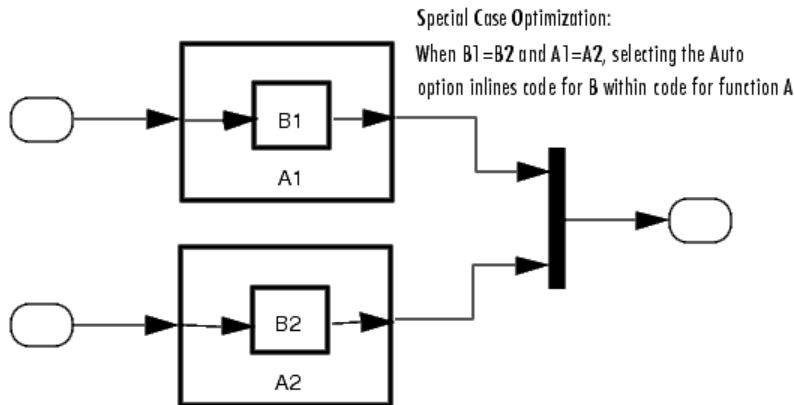 Special Case Optimization:
When B1=B2 and A1=A2, selecting the Auto
option inlines code for B within code for function A
B1
A1
B2
A2